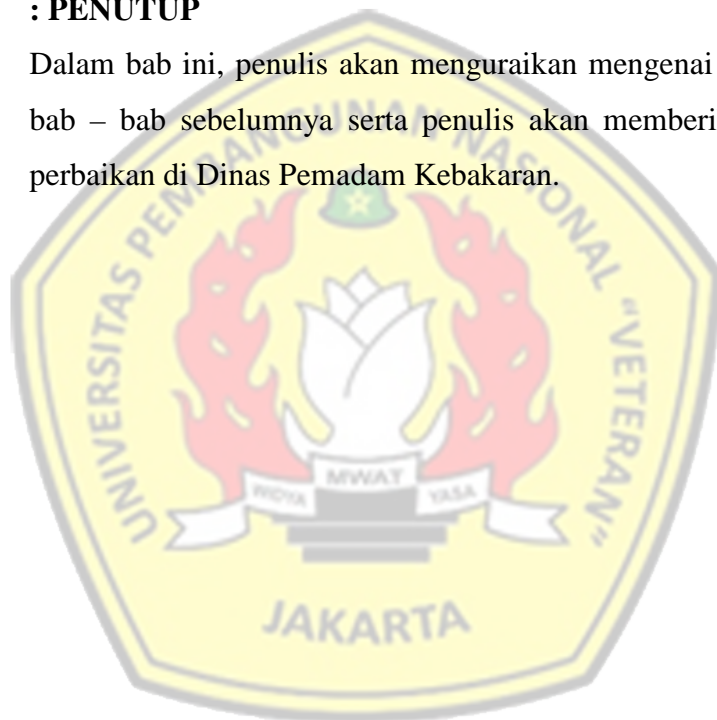 : PENUTUP
Dalam bab ini, penulis akan menguraikan mengenai
bab – bab sebelumnya serta penulis akan memberi
perbaikan di Dinas Pemadam Kebakaran.
UNIVERSITAS PEMBANGUNAN NASIONAL "VETERAN"
WIDYA MWAT YASA
JAKARTA